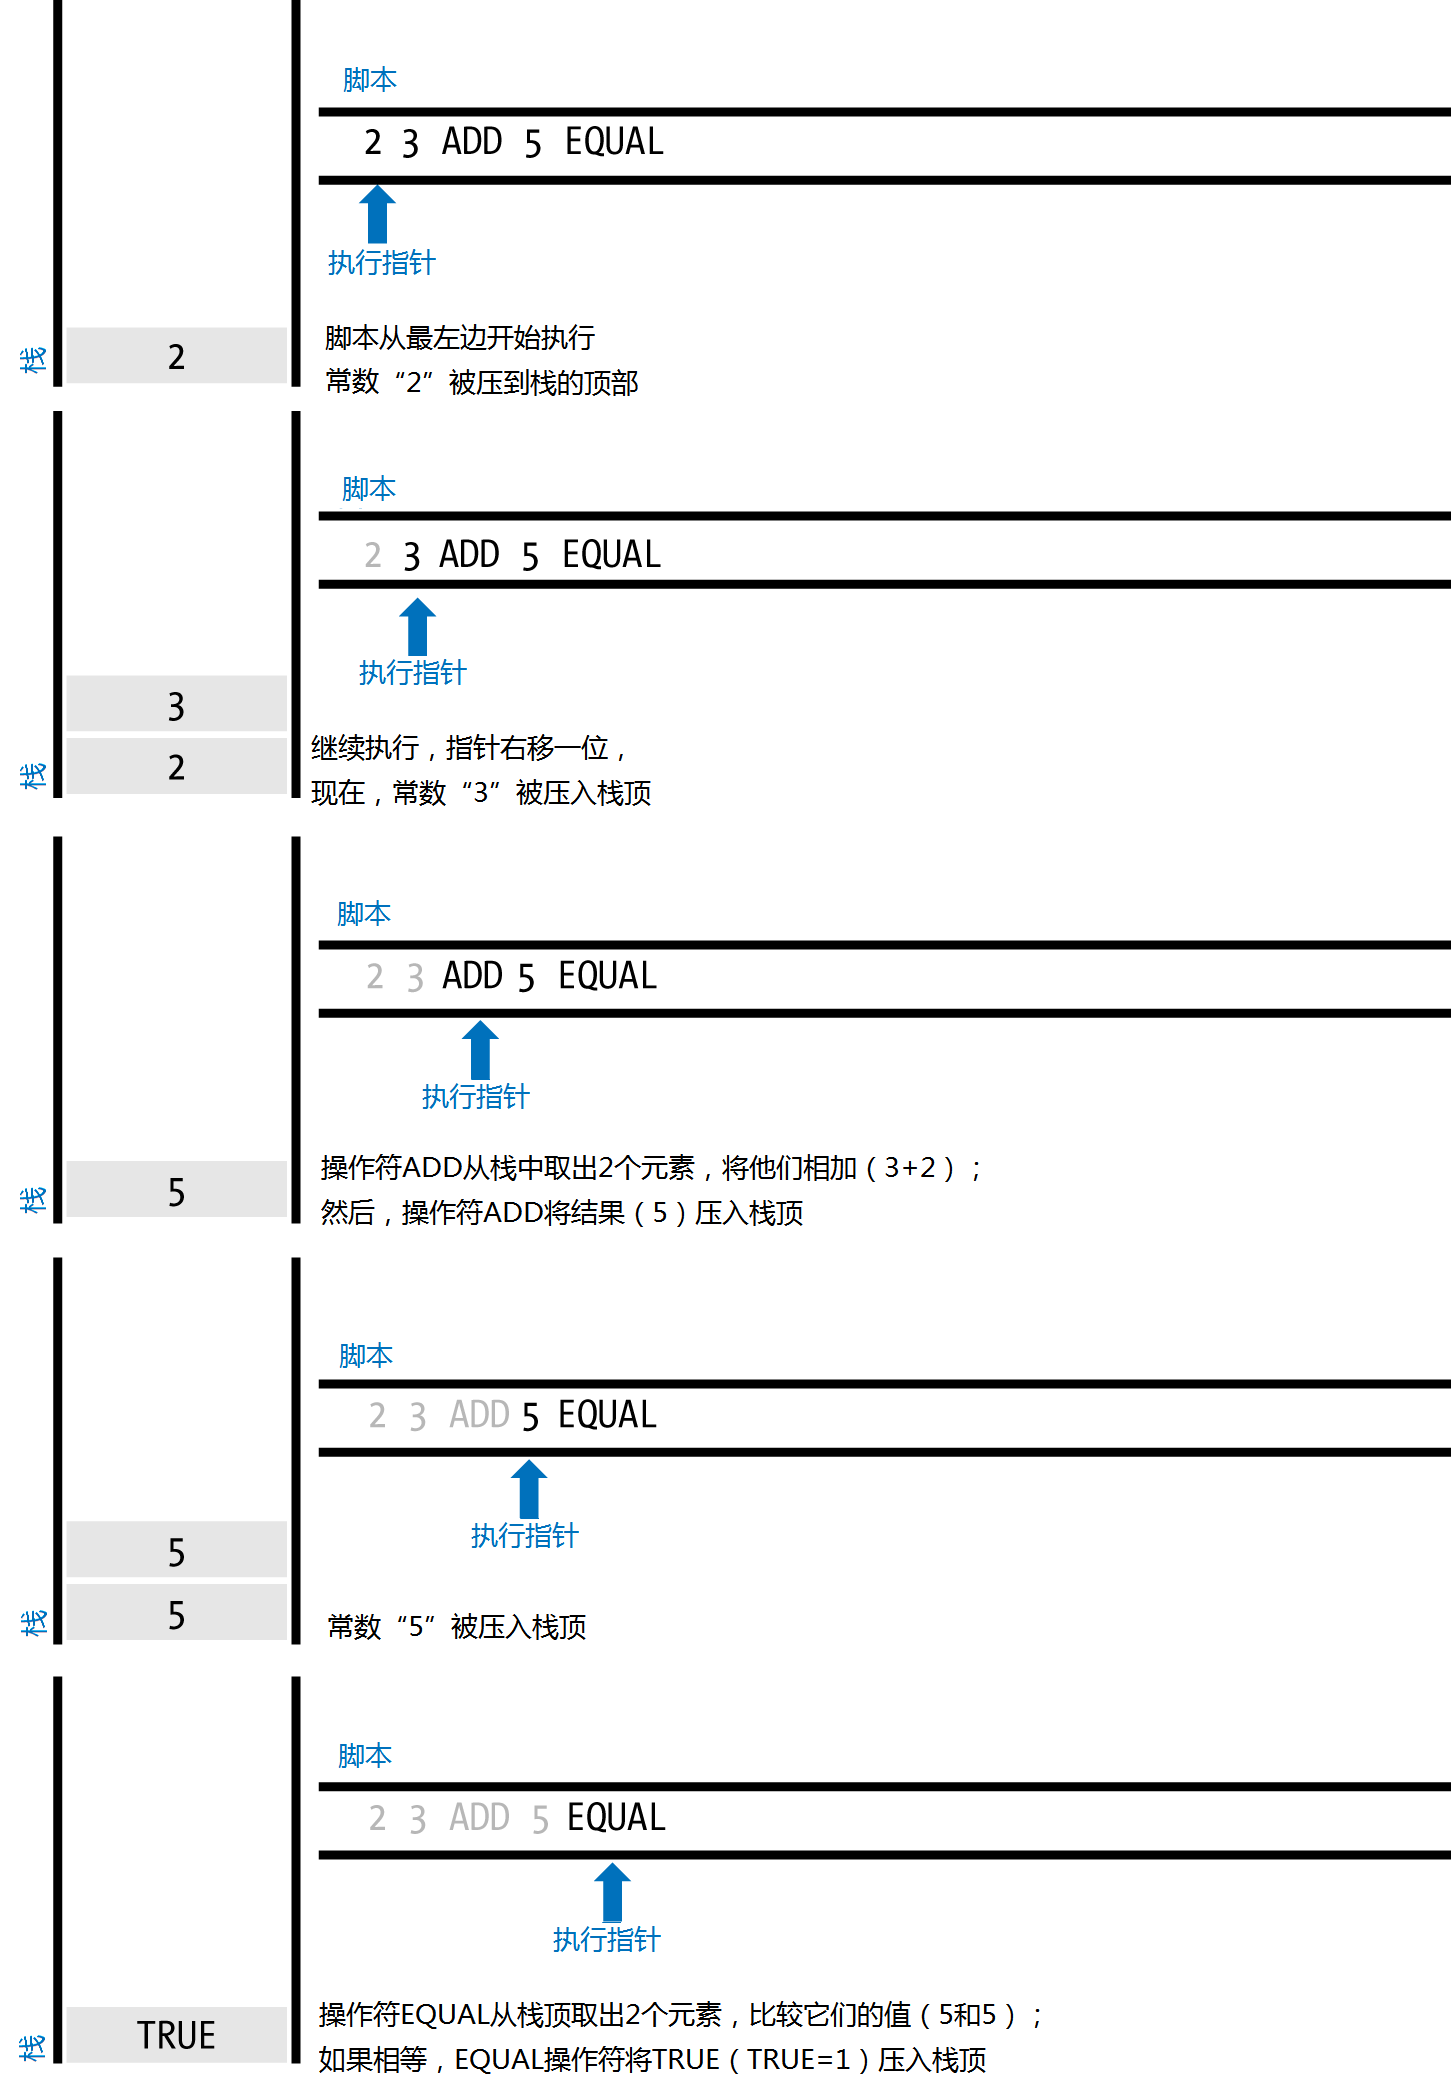 脚本
2 3 ADD 5 EQUAL
执行指针
栈
2
脚本从最左边开始执行
常数“2”被压到栈的顶部
脚本
2 3 ADD 5 EQUAL
执行指针
3
栈
2
继续执行，指针右移一位，
现在，常数“3”被压入栈顶
脚本
2 3 ADD 5 EQUAL
执行指针
栈
5
操作符ADD从栈中取出2个元素，将他们相加（3+2）；
然后，操作符ADD将结果（5）压入栈顶
脚本
2 3 ADD 5 EQUAL
执行指针
5
栈
5
常数“5”被压入栈顶
脚本
2 3 ADD 5 EQUAL
执行指针
栈
TRUE
操作符EQUAL从栈顶取出2个元素，比较它们的值（5和5）；
如果相等，EQUAL操作符将TRUE（TRUE=1）压入栈顶